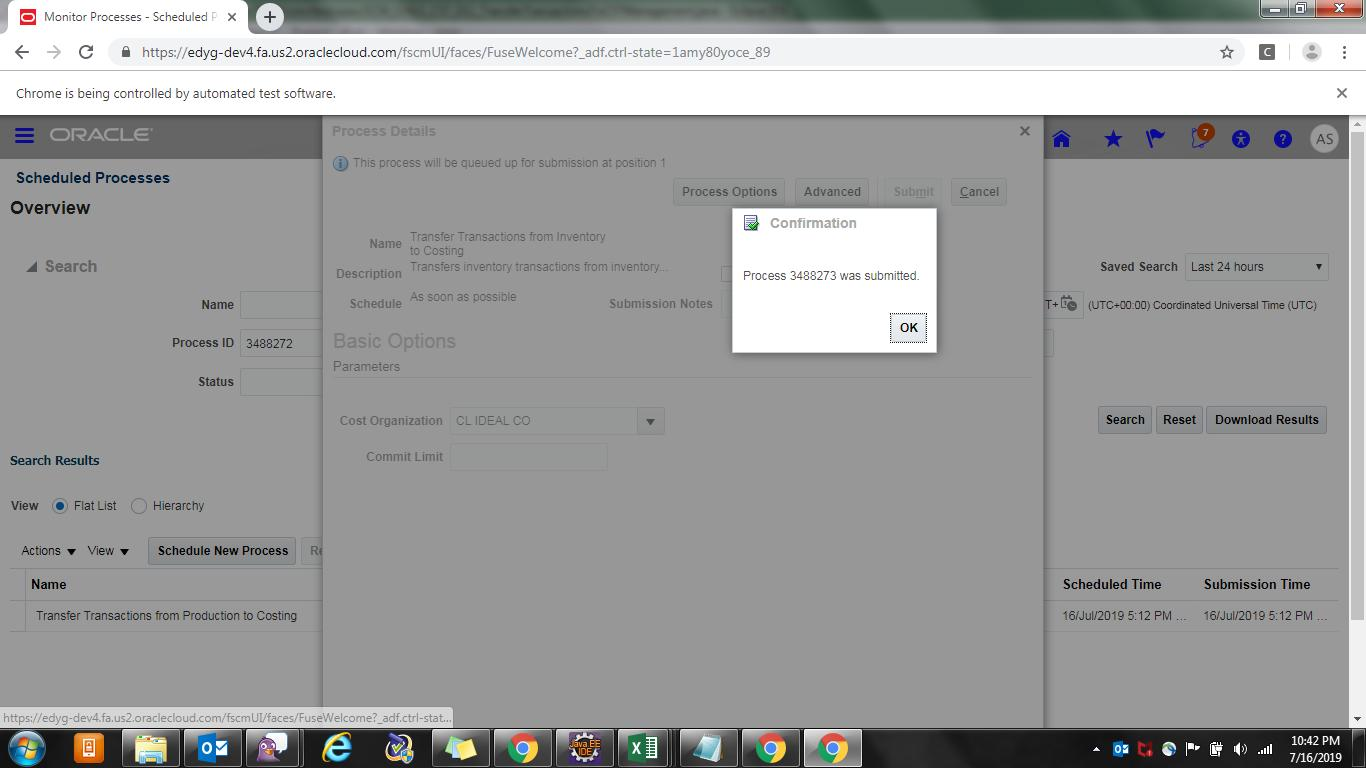 Monitor Processes - Scheduled P
https://edyg-dev4.fa.us2.oraclecloud.com/fscmUI/faces/FuseWelcome?_adf.ctrl-state=1amy80yoce_89
C
Chrome is being controlled by automated test software.
ORACLE
Process Details
7
AS
This process will be queued up for submission at position 1
Scheduled Processes
Process Options Advanced Submit Cancel
Overview
Confirmation
Name Transfer Transactions from Inventory
to Costing
Description Transfers inventory transactions from inventory...
Process 3488273 was submitted.
Search
Saved Search Last 24 hours
Schedule As soon as possible
Submission Notes
Name
T+ (UTC+00:00) Coordinated Universal Time (UTC)
OK
Process ID 3488272
Basic Options
Parameters
Status
Cost Organization CL IDEAL CO
Search Reset Download Results
Commit Limit
Search Results
View Flat List Hierarchy
Actions View Schedule New Process Re
Name Scheduled Time Submission Time
Transfer Transactions from Production to Costing 16/Jul/2019 5:12 PM ... 16/Jul/2019 5:12 PM ...
https://edyg-dev4.fa.us2.oraclecloud.com/fscmUI/faces/FuseWelcome?_adf.ctrl-stat...
Java EE
IDE
10:42 PM
7/16/2019